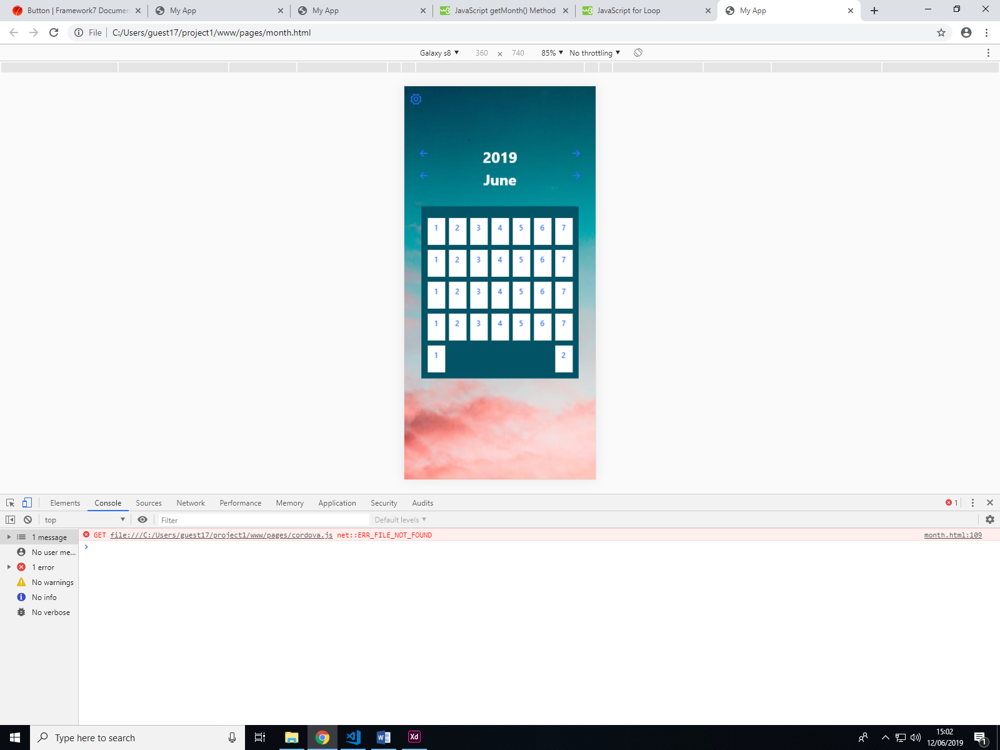 Button | Framework7 Documen
My App
My App
JavaScript getMonth() Method
JavaScript for Loop
My App
File
C:/Users/guest17/project1/www/pages/month.html
Galaxy s8 ▼ 360 × 740 85% ▼ No throttling ▼
2019
June
1 2 3 4 5 6 7
1 2 3 4 5 6 7
1 2 3 4 5 6 7
1 2 3 4 5 6 7
1 2
Elements Console Sources Network Performance Memory Application Security Audits 1
top Filter Default levels ▼
1 message
No user me...
1 error
No warnings
No info
No verbose
GET file:///C:/Users/guest17/project1/www/pages/cordova.js net::ERR_FILE_NOT_FOUND month.html:109
Type here to search
Xd
15:02
12/06/2019
1